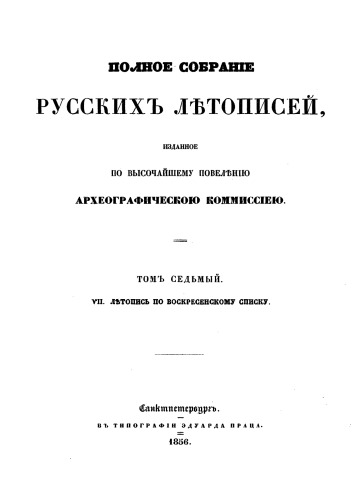 ПОЛНОЕ СОБРАНІЕ
РУССКИХЪ ЛѢТОПИСЕЙ,
ИЗДАННОЕ
ПО ВЫСОЧАЙШЕМУ ПОВЕЛѢНІЮ
АРХЕОГРАФИЧЕСКОЮ КОММИССІЕЮ.
ТОМЪ СЕДЬМЫЙ.
VII. ЛѢТОПИСЬ ПО ВОСКРЕСЕНСКОМУ СПИСКУ.
Санктпетербургъ.
ВЪ ТИПОГРАФІИ ЭДУАРДА ПРАЦА.
1856.